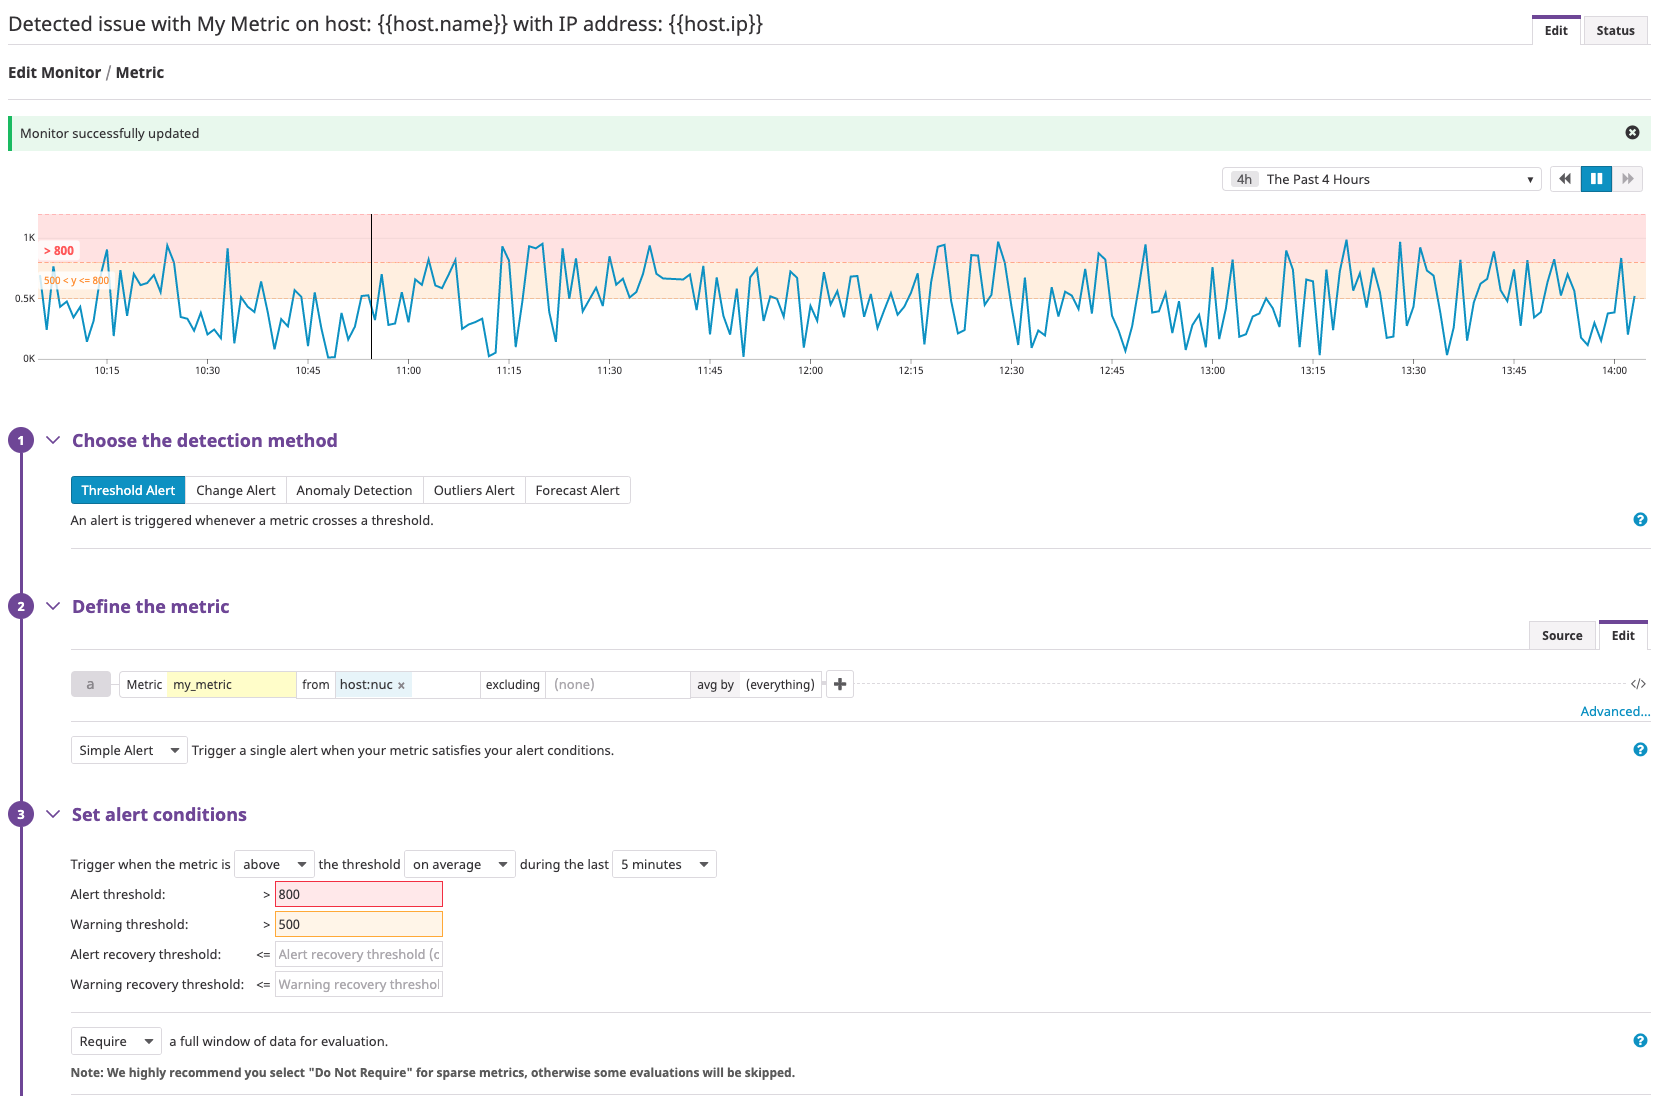 Detected issue with My Metric on host: {{host.name}} with IP address: {{host.ip}}
Edit Status
Edit Monitor / Metric
Monitor successfully updated
4h The Past 4 Hours
1K
> 800
500 < y <= 800
0.5K
0K
10:15 10:30 10:45 11:00 11:15 11:30 11:45 12:00 12:15 12:30 12:45 13:00 13:15 13:30 13:45 14:00
1 Choose the detection method
Threshold Alert Change Alert Anomaly Detection Outliers Alert Forecast Alert
An alert is triggered whenever a metric crosses a threshold.
?
2 Define the metric
Source Edit
a Metric my_metric from host:nuc × excluding (none) avg by (everything) + </>
Advanced...
Simple Alert Trigger a single alert when your metric satisfies your alert conditions.
?
3 Set alert conditions
Trigger when the metric is above the threshold on average during the last 5 minutes
Alert threshold: > 800
Warning threshold: > 500
Alert recovery threshold: <= Alert recovery threshold (c
Warning recovery threshold: <= Warning recovery threshol
Require a full window of data for evaluation.
?
Note: We highly recommend you select "Do Not Require" for sparse metrics, otherwise some evaluations will be skipped.